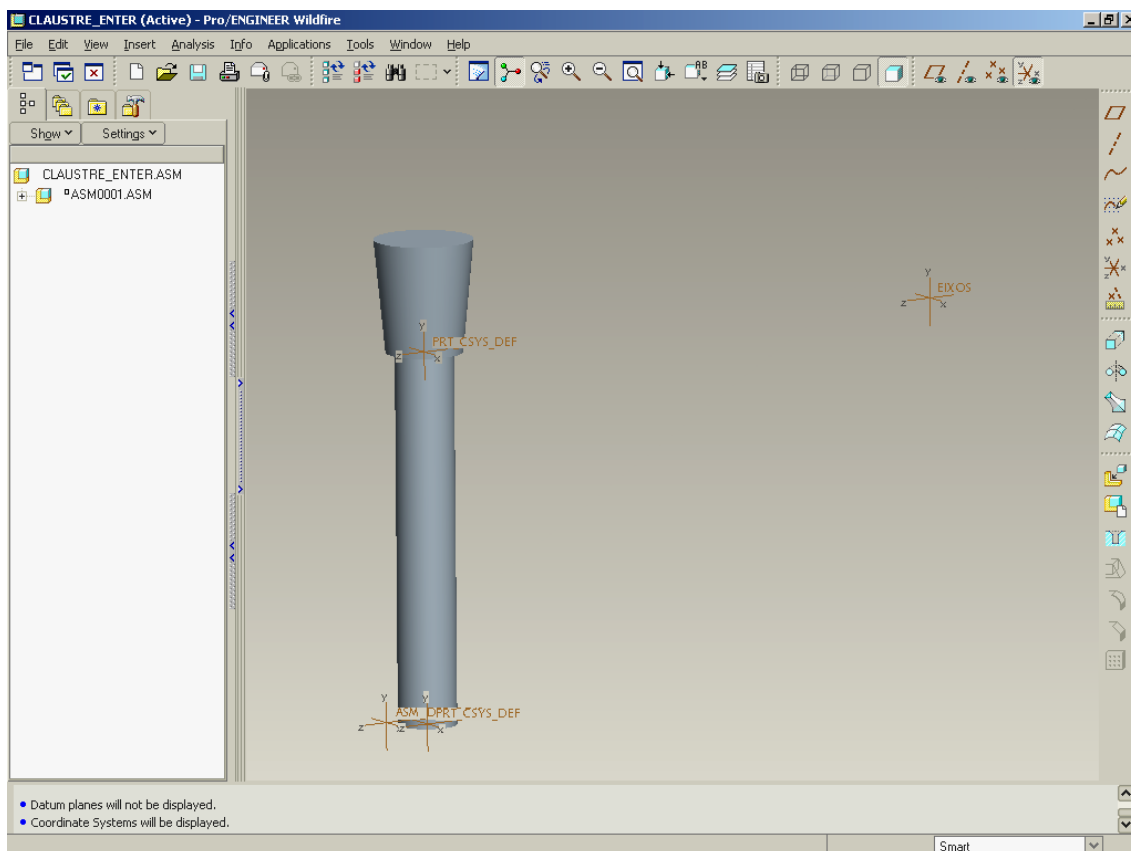 CLAUSTRE_ENTER (Active) - Pro/ENGINEER Wildfire
File Edit View Insert Analysis Info Applications Tools Window Help
Show Settings
CLAUSTRE_ENTER.ASM
ASM0001.ASM
y
EIXOS
z x
y
PRT_CSYS_DEF
z x
y y
ASM_DPRT_CSYS_DEF
z z x
Datum planes will not be displayed.
Coordinate Systems will be displayed.
Smart